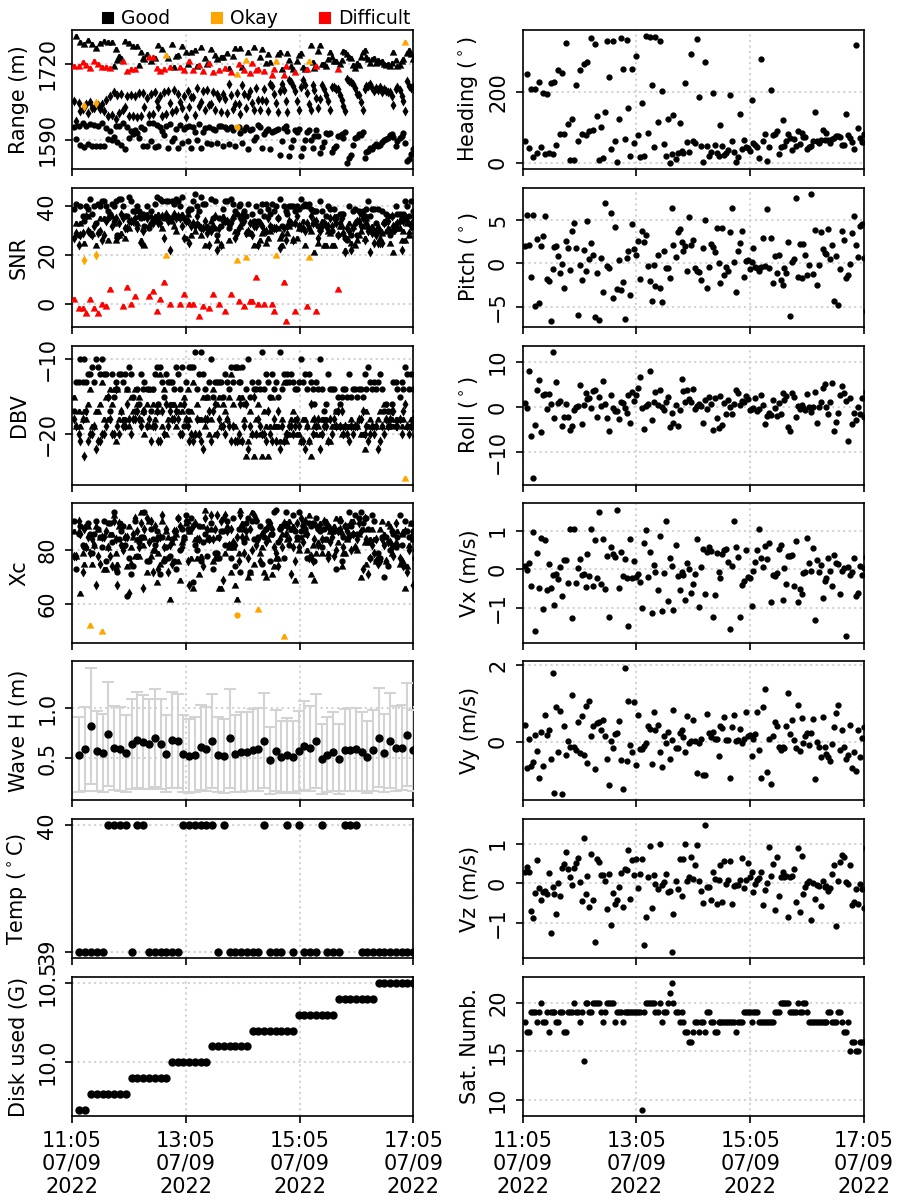 Good Okay Difficult
Range (m)
1720
1590
Heading (°)
200
0
SNR
40
20
0
Pitch (°)
5
0
−5
DBV
−10
−20
Roll (°)
10
0
−10
Xc
80
60
Vx (m/s)
1
0
−1
Wave H (m)
1.0
0.5
Vy (m/s)
2
0
Temp (°C)
40
39
Vz (m/s)
1
0
−1
Disk used (G)
10.5
10.0
Sat. Numb.
20
15
10
11:05 13:05 15:05 17:05
07/09 07/09 07/09 07/09
2022 2022 2022 2022
11:05 13:05 15:05 17:05
07/09 07/09 07/09 07/09
2022 2022 2022 2022